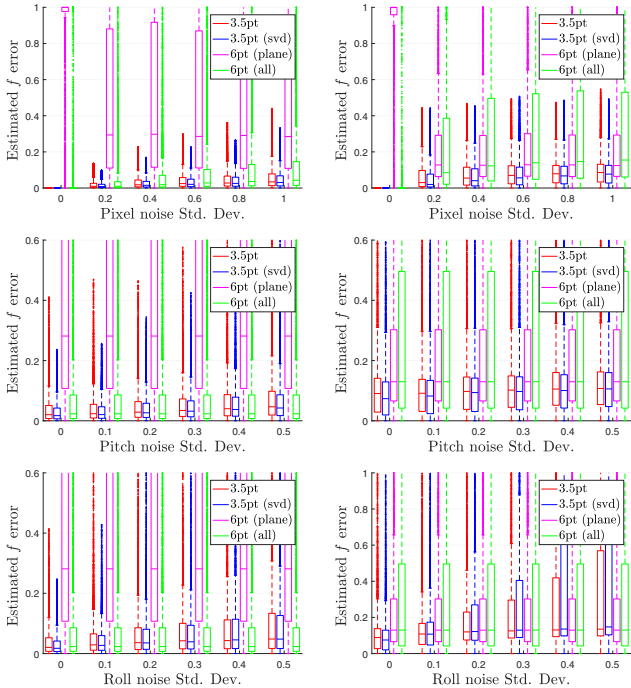 Estimated f error
1
0.8
0.6
0.4
0.2
0
0 0.2 0.4 0.6 0.8 1
Pixel noise Std. Dev.
3.5pt
3.5pt (svd)
6pt (plane)
6pt (all)
Estimated f error
1
0.8
0.6
0.4
0.2
0
0 0.2 0.4 0.6 0.8 1
Pixel noise Std. Dev.
3.5pt
3.5pt (svd)
6pt (plane)
6pt (all)
Estimated f error
0.6
0.4
0.2
0
0 0.1 0.2 0.3 0.4 0.5
Pitch noise Std. Dev.
3.5pt
3.5pt (svd)
6pt (plane)
6pt (all)
Estimated f error
0.6
0.4
0.2
0
0 0.1 0.2 0.3 0.4 0.5
Pitch noise Std. Dev.
3.5pt
3.5pt (svd)
6pt (plane)
6pt (all)
Estimated f error
0.6
0.4
0.2
0
0 0.1 0.2 0.3 0.4 0.5
Roll noise Std. Dev.
3.5pt
3.5pt (svd)
6pt (plane)
6pt (all)
Estimated f error
1
0.8
0.6
0.4
0.2
0
0 0.1 0.2 0.3 0.4 0.5
Roll noise Std. Dev.
3.5pt
3.5pt (svd)
6pt (plane)
6pt (all)